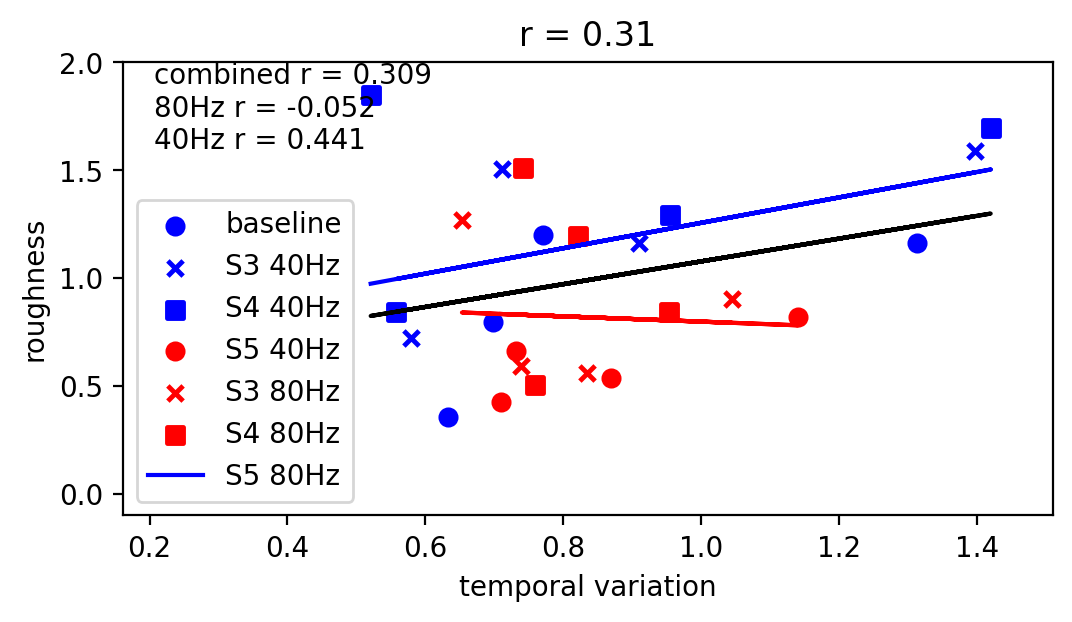 r = 0.31
combined r = 0.309
80Hz r = -0.052
40Hz r = 0.441
baseline
S3 40Hz
S4 40Hz
S5 40Hz
S3 80Hz
S4 80Hz
S5 80Hz
roughness
2.0
1.5
1.0
0.5
0.0
0.2 0.4 0.6 0.8 1.0 1.2 1.4
temporal variation